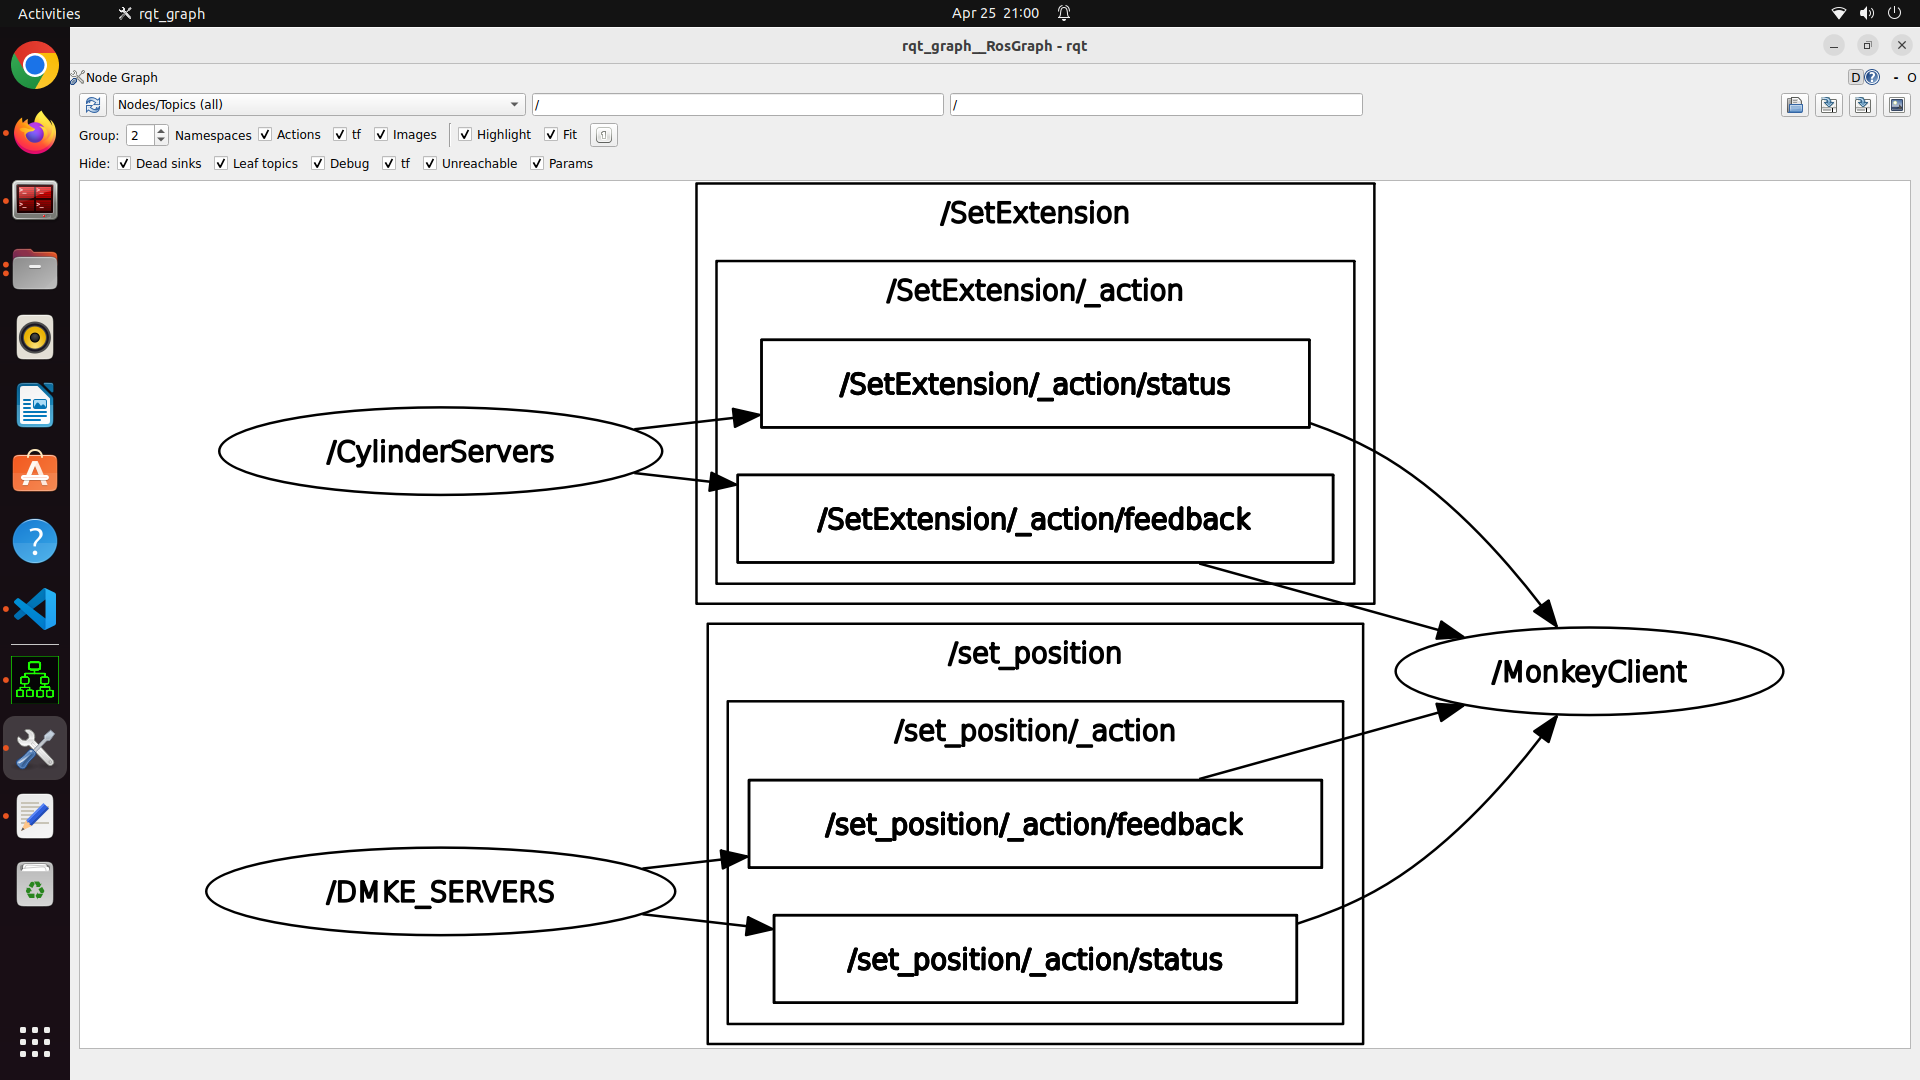 Activities
rqt_graph
Apr 25 21:00
rqt_graph__RosGraph - rqt
Node Graph
D
- O
Nodes/Topics (all)
/
/
Group: 2 Namespaces Actions tf Images Highlight Fit
Hide: Dead sinks Leaf topics Debug tf Unreachable Params
/SetExtension
/SetExtension/_action
/SetExtension/_action/status
/CylinderServers
/SetExtension/_action/feedback
/set_position
/MonkeyClient
/set_position/_action
/set_position/_action/feedback
/DMKE_SERVERS
/set_position/_action/status